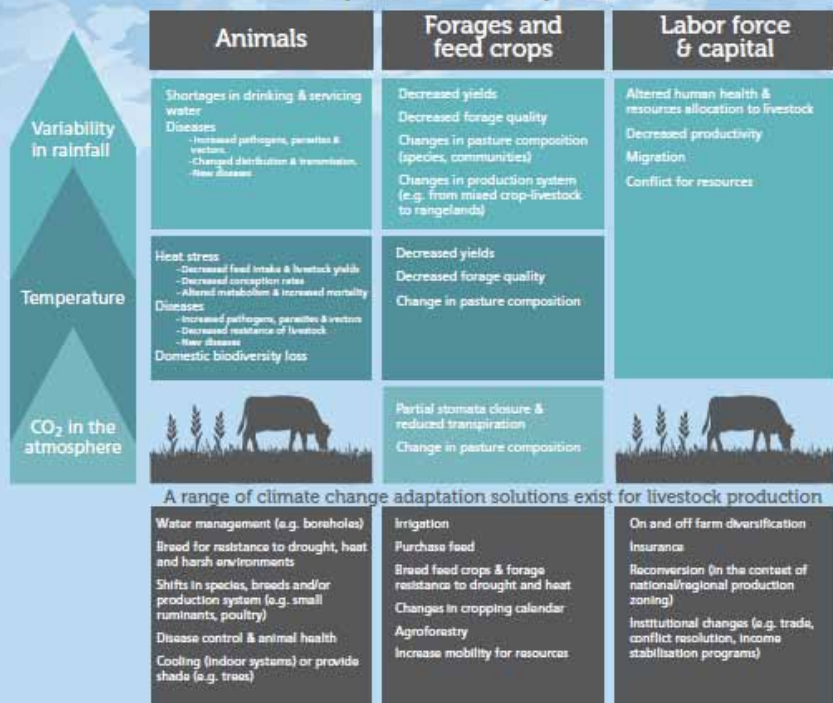 Animals
Forages and
feed crops
Labor force
& capital
Variability
in rainfall
Shortages in drinking & servicing
water
Diseases
-Increased pathogens, parasites &
vectors.
-Changed distribution & transmission.
-New diseases
Decreased yields
Decreased forage quality
Changes in pasture composition
(species, communities)
Changes in production system
(e.g. from mixed crop-livestock
to rangelands)
Altered human health &
resources allocation to livestock
Decreased productivity
Migration
Conflict for resources
Temperature
Heat stress
-Decreased feed intake & livestock yields
-Decreased conception rates
-Altered metabolism & increased mortality
Diseases
-Increased pathogens, parasites & vectors
-Decreased resistance of livestock
-New diseases
Domestic biodiversity loss
Decreased yields
Decreased forage quality
Change in pasture composition
CO₂ in the
atmosphere
Partial stomata closure &
reduced transpiration
Change in pasture composition
A range of climate change adaptation solutions exist for livestock production
Water management (e.g. boreholes)
Breed for resistance to drought, heat
and harsh environments
Shifts in species, breeds and/or
production system (e.g. small
ruminants, poultry)
Disease control & animal health
Cooling (indoor systems) or provide
shade (e.g. trees)
Irrigation
Purchase feed
Breed feed crops & forage
resistance to drought and heat
Changes in cropping calendar
Agroforestry
Increase mobility for resources
On and off farm diversification
Insurance
Reconversion (in the context of
national/regional production
zoning)
Institutional changes (e.g. trade,
conflict resolution, income
stabilisation programs)